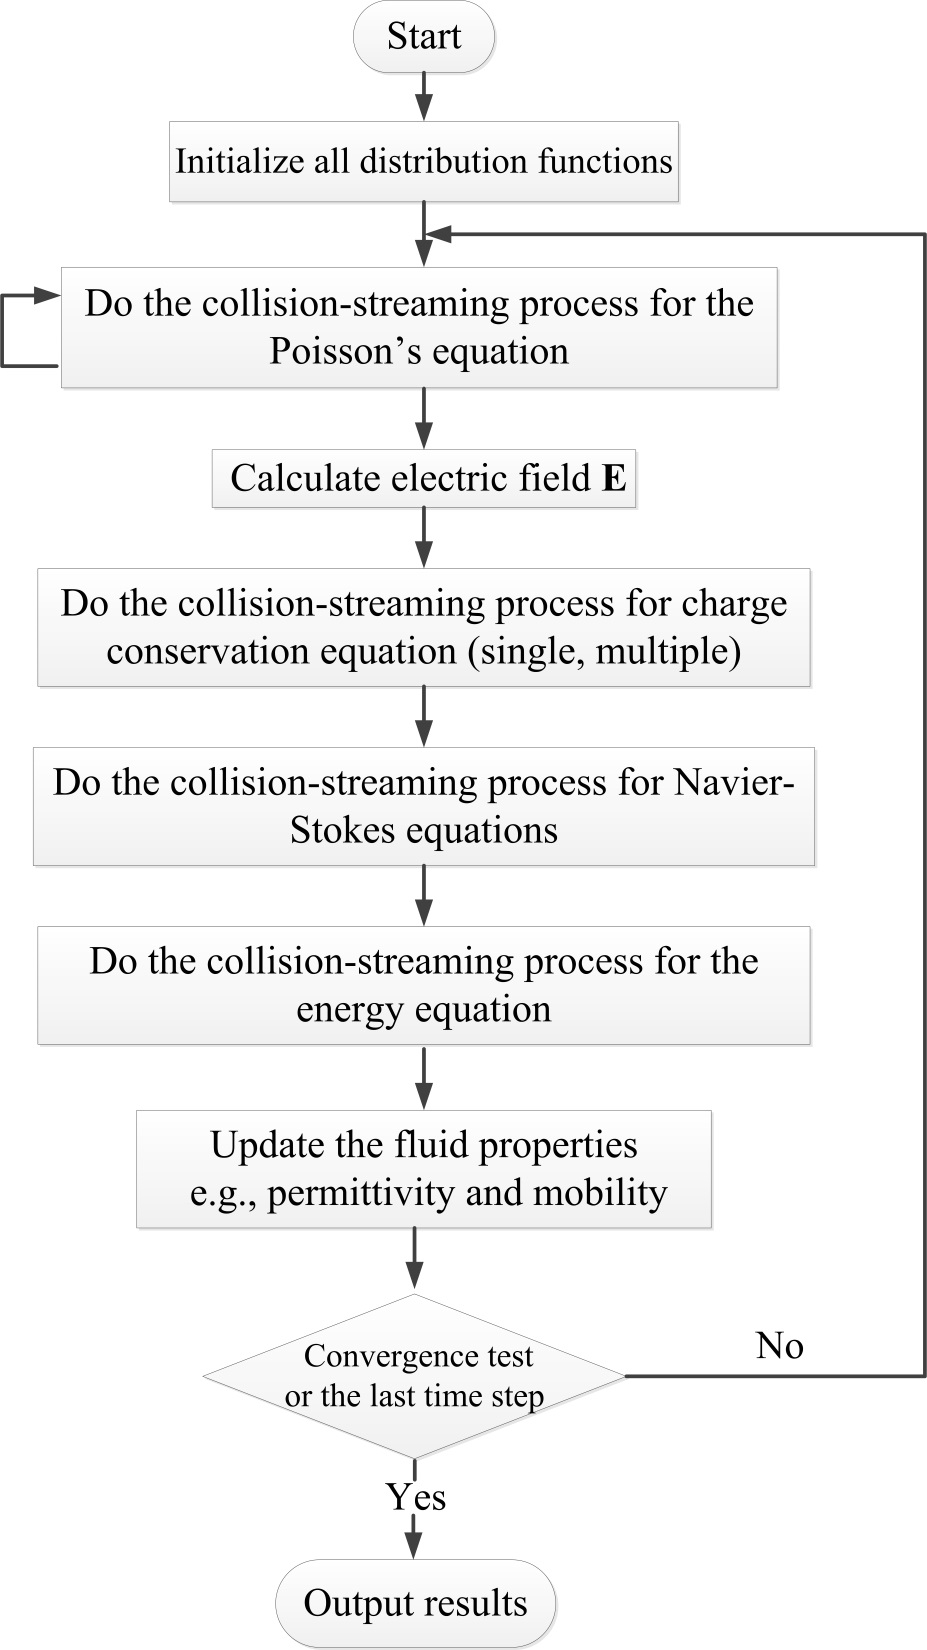 Start
Initialize all distribution functions
Do the collision-streaming process for the
Poisson’s equation
Calculate electric field E
Do the collision-streaming process for charge
conservation equation (single, multiple)
Do the collision-streaming process for Navier-
Stokes equations
Do the collision-streaming process for the
energy equation
Update the fluid properties
e.g., permittivity and mobility
Convergence test
or the last time step
No
Yes
Output results